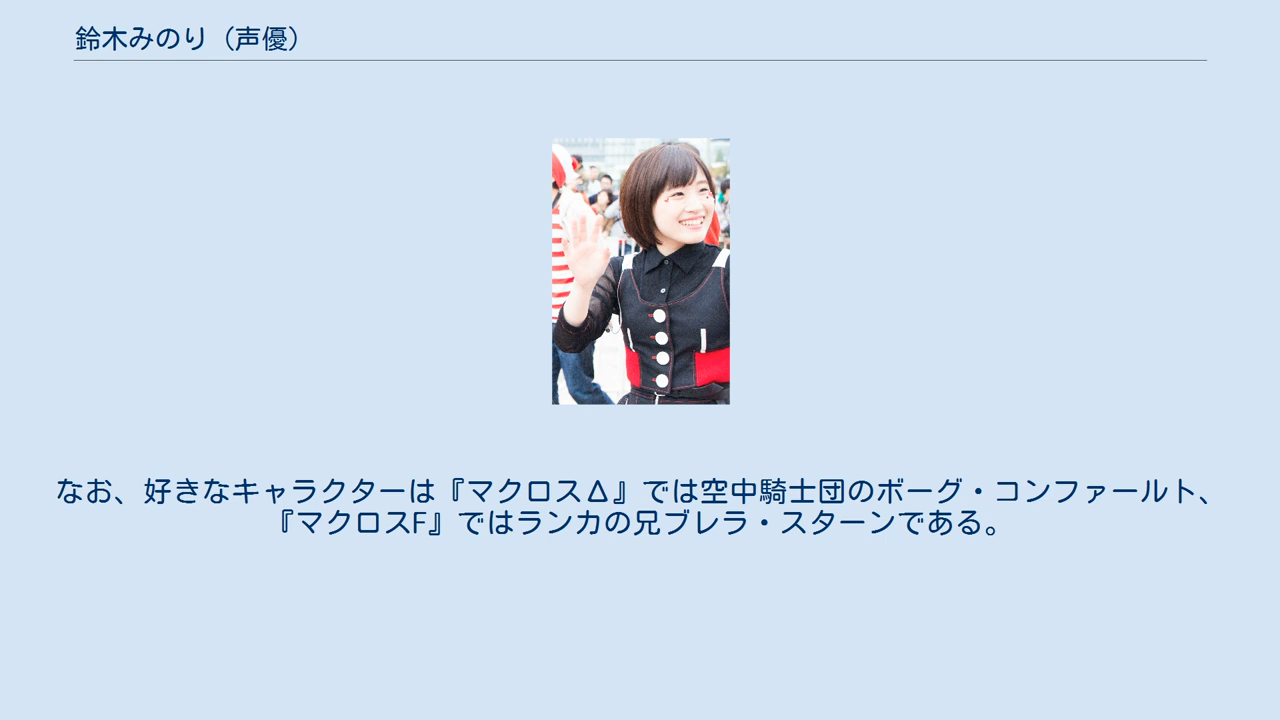 鈴木みのり（声優）
なお、好きなキャラクターは『マクロスΔ』では空中騎士団のボーグ・コンファールト、
『マクロスF』ではランカの兄ブレラ・スターンである。